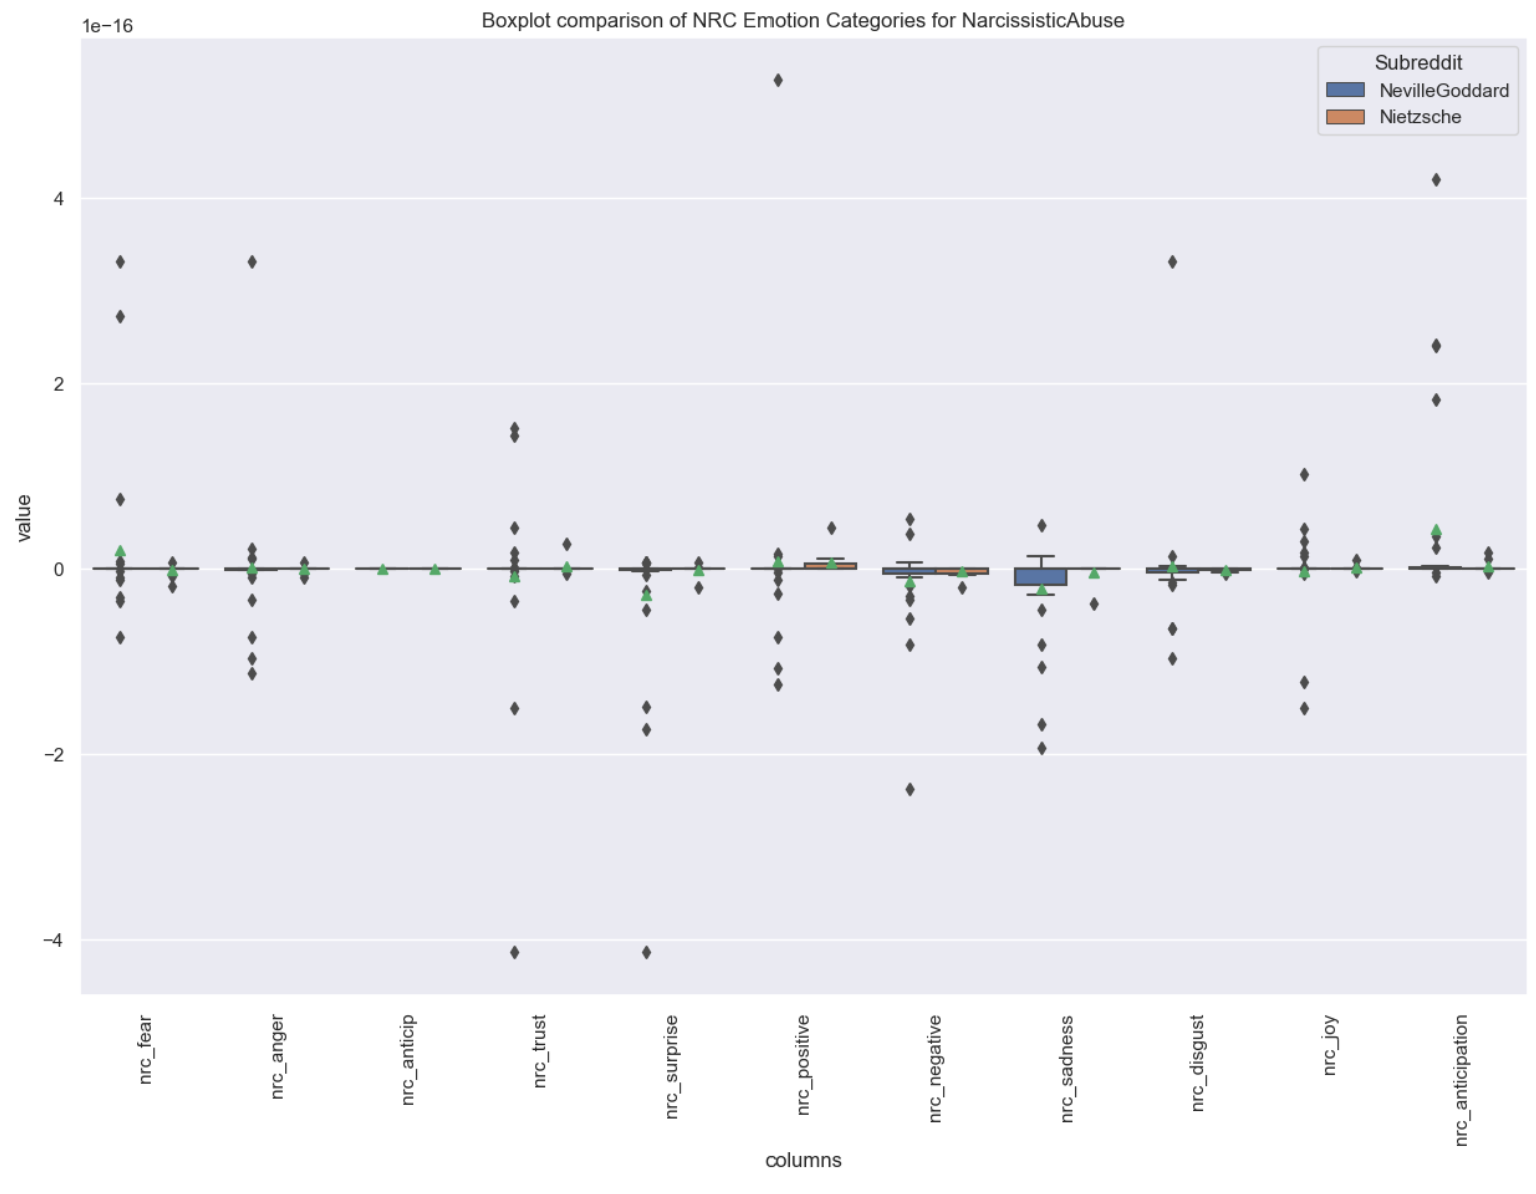 Boxplot comparison of NRC Emotion Categories for NarcissisticAbuse
1e−16
Subreddit
NevilleGoddard
Nietzsche
4
2
0
−2
−4
value
nrc_fear
nrc_anger
nrc_anticip
nrc_trust
nrc_surprise
nrc_positive
nrc_negative
nrc_sadness
nrc_disgust
nrc_joy
nrc_anticipation
columns